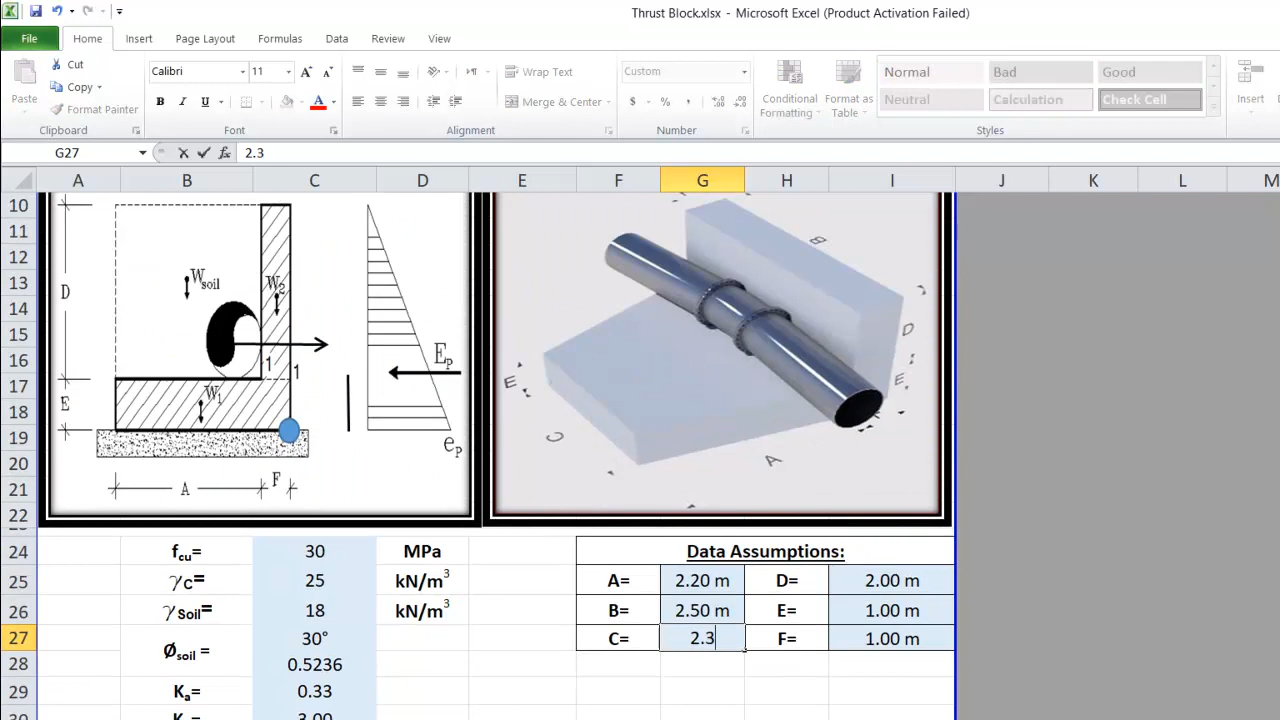 Thrust Block.xlsx - Microsoft Excel (Product Activation Failed)
File Home Insert Page Layout Formulas Data Review View
Cut Calibri 11 Wrap Text Custom Normal Bad Good
Copy
Paste Format Painter B I U Merge & Center $ % Conditional Formatting Format as Table Neutral Calculation Check Cell Insert
Clipboard Font Alignment Number Styles
G27 fx 2.3
A B C D E F G H I J K L M
10
11 B
12
13 Wsoil W2
D
14 D
15 EP
16 1 1 E E
17 W1
E
18 C
19 eP
20 F A
21 A
22
24 fcu= 30 MPa Data Assumptions:
25 γC= 25 kN/m³ A= 2.20 m D= 2.00 m
26 γSoil= 18 kN/m³ B= 2.50 m E= 1.00 m
27 Øsoil = 30° C= 2.3 F= 1.00 m
28 0.5236
29 Ka= 0.33
30 3.00